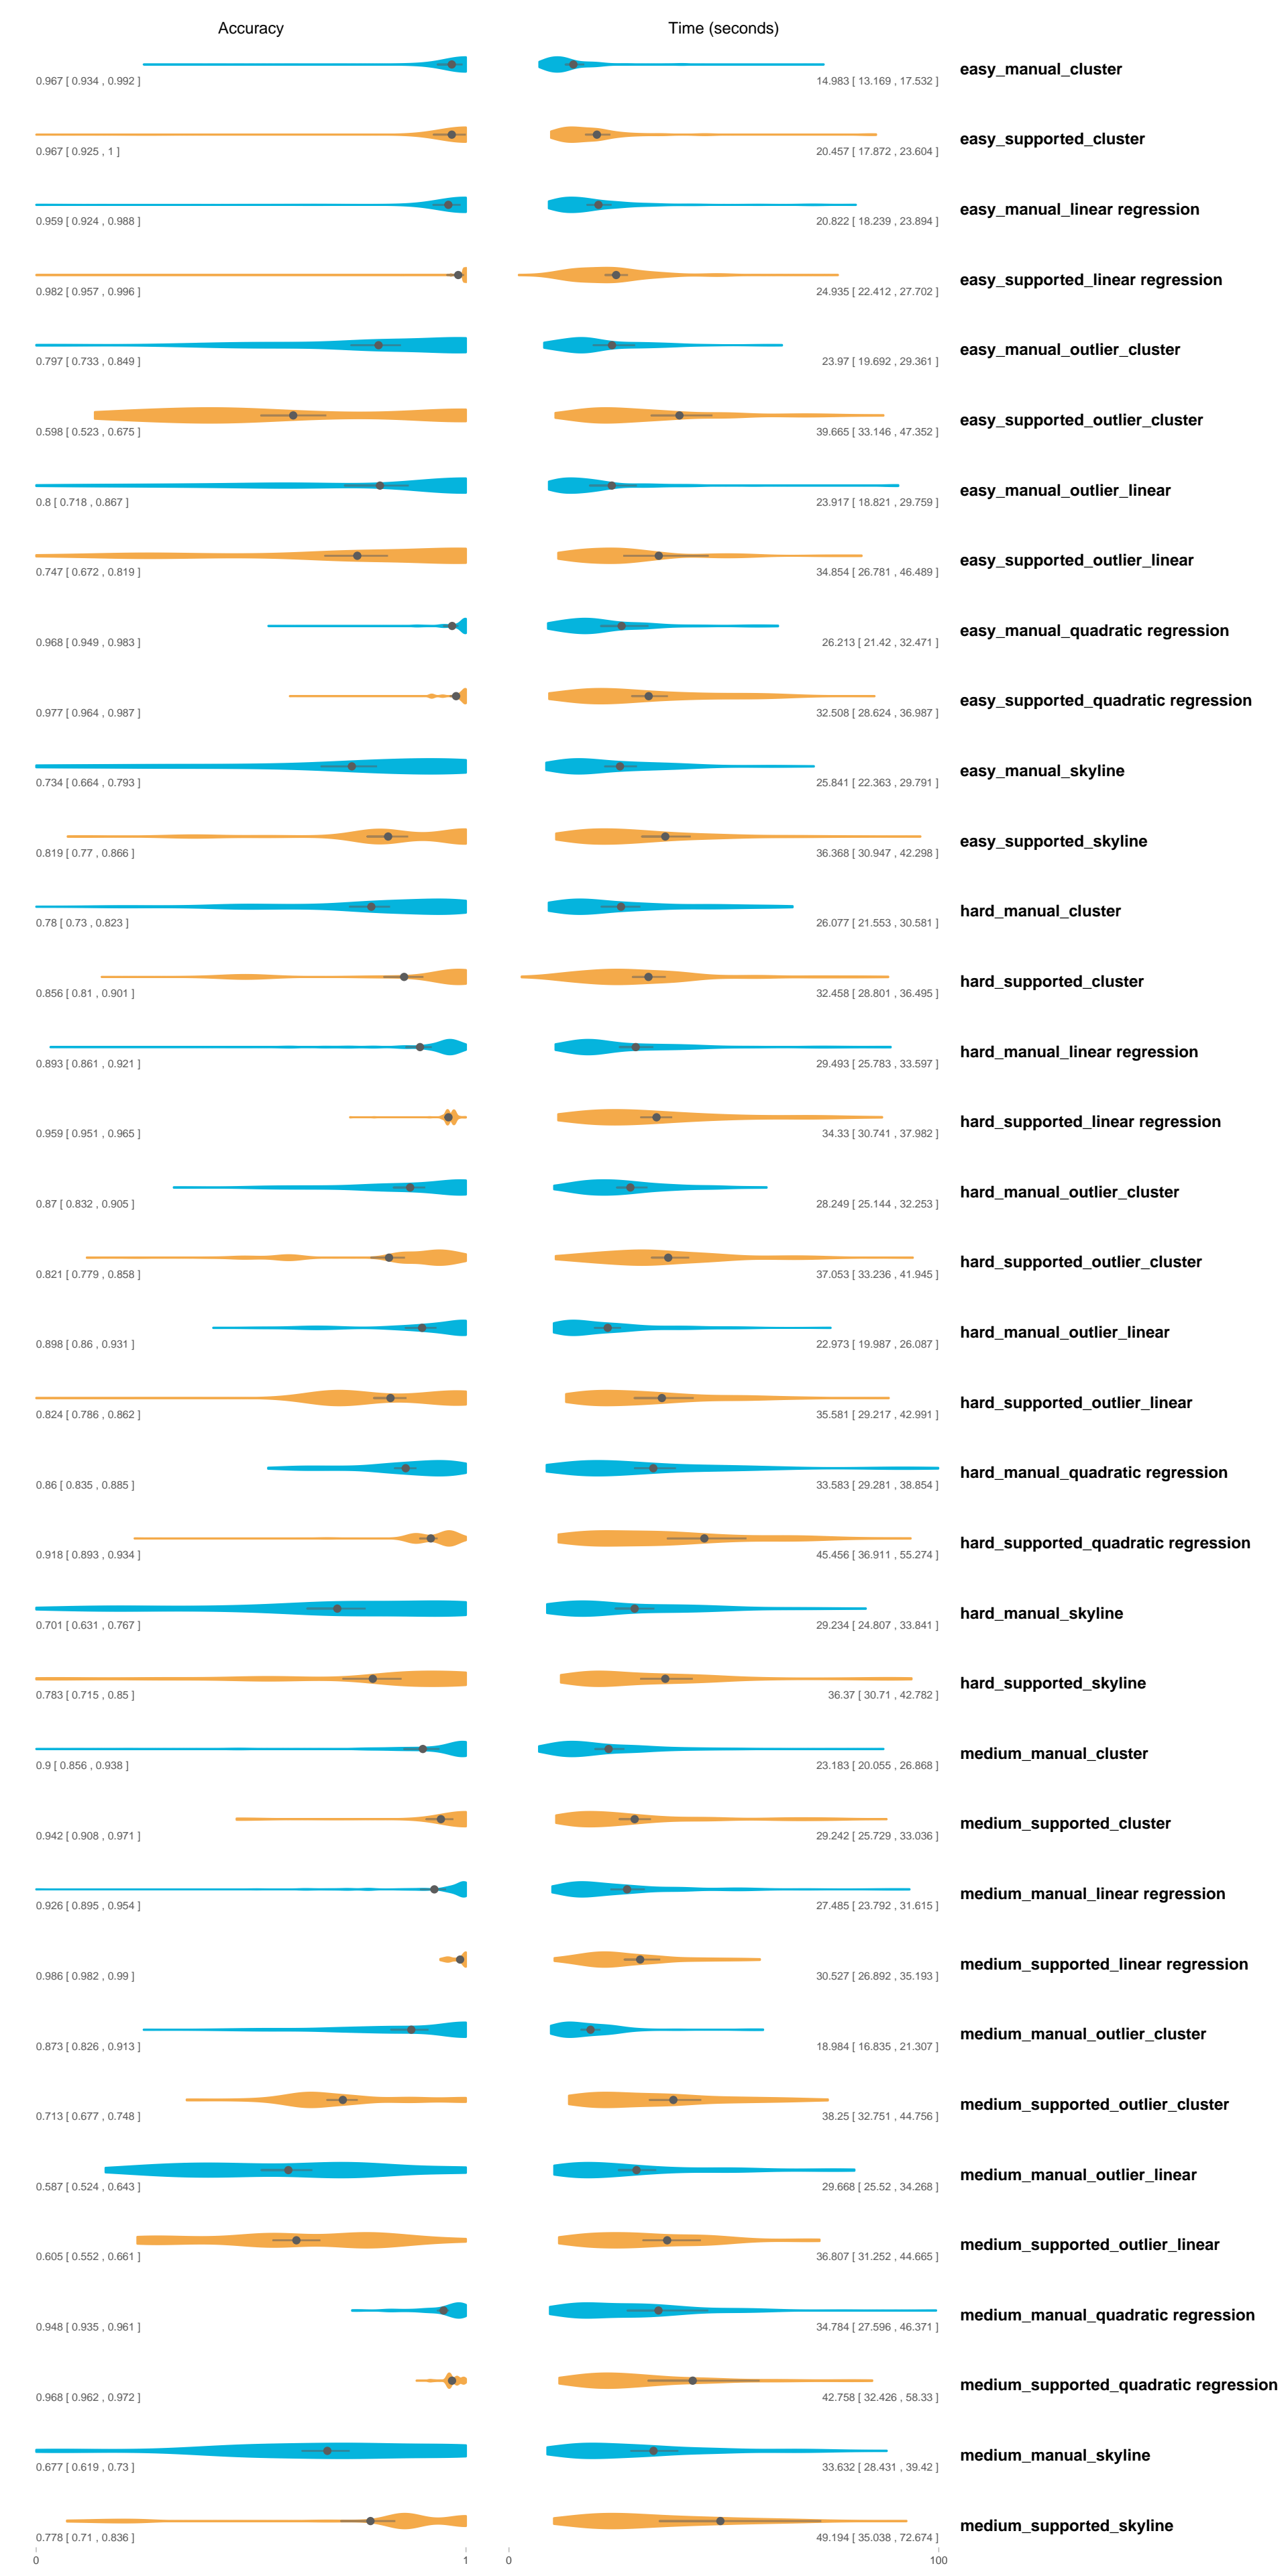 Accuracy Time (seconds)
easy_manual_cluster
0.967 [ 0.934 , 0.992 ] 14.983 [ 13.169 , 17.532 ]
easy_supported_cluster
0.967 [ 0.925 , 1 ] 20.457 [ 17.872 , 23.604 ]
easy_manual_linear regression
0.959 [ 0.924 , 0.988 ] 20.822 [ 18.239 , 23.894 ]
easy_supported_linear regression
0.982 [ 0.957 , 0.996 ] 24.935 [ 22.412 , 27.702 ]
easy_manual_outlier_cluster
0.797 [ 0.733 , 0.849 ] 23.97 [ 19.692 , 29.361 ]
easy_supported_outlier_cluster
0.598 [ 0.523 , 0.675 ] 39.665 [ 33.146 , 47.352 ]
easy_manual_outlier_linear
0.8 [ 0.718 , 0.867 ] 23.917 [ 18.821 , 29.759 ]
easy_supported_outlier_linear
0.747 [ 0.672 , 0.819 ] 34.854 [ 26.781 , 46.489 ]
easy_manual_quadratic regression
0.968 [ 0.949 , 0.983 ] 26.213 [ 21.42 , 32.471 ]
easy_supported_quadratic regression
0.977 [ 0.964 , 0.987 ] 32.508 [ 28.624 , 36.987 ]
easy_manual_skyline
0.734 [ 0.664 , 0.793 ] 25.841 [ 22.363 , 29.791 ]
easy_supported_skyline
0.819 [ 0.77 , 0.866 ] 36.368 [ 30.947 , 42.298 ]
hard_manual_cluster
0.78 [ 0.73 , 0.823 ] 26.077 [ 21.553 , 30.581 ]
hard_supported_cluster
0.856 [ 0.81 , 0.901 ] 32.458 [ 28.801 , 36.495 ]
hard_manual_linear regression
0.893 [ 0.861 , 0.921 ] 29.493 [ 25.783 , 33.597 ]
hard_supported_linear regression
0.959 [ 0.951 , 0.965 ] 34.33 [ 30.741 , 37.982 ]
hard_manual_outlier_cluster
0.87 [ 0.832 , 0.905 ] 28.249 [ 25.144 , 32.253 ]
hard_supported_outlier_cluster
0.821 [ 0.779 , 0.858 ] 37.053 [ 33.236 , 41.945 ]
hard_manual_outlier_linear
0.898 [ 0.86 , 0.931 ] 22.973 [ 19.987 , 26.087 ]
hard_supported_outlier_linear
0.824 [ 0.786 , 0.862 ] 35.581 [ 29.217 , 42.991 ]
hard_manual_quadratic regression
0.86 [ 0.835 , 0.885 ] 33.583 [ 29.281 , 38.854 ]
hard_supported_quadratic regression
0.918 [ 0.893 , 0.934 ] 45.456 [ 36.911 , 55.274 ]
hard_manual_skyline
0.701 [ 0.631 , 0.767 ] 29.234 [ 24.807 , 33.841 ]
hard_supported_skyline
0.783 [ 0.715 , 0.85 ] 36.37 [ 30.71 , 42.782 ]
medium_manual_cluster
0.9 [ 0.856 , 0.938 ] 23.183 [ 20.055 , 26.868 ]
medium_supported_cluster
0.942 [ 0.908 , 0.971 ] 29.242 [ 25.729 , 33.036 ]
medium_manual_linear regression
0.926 [ 0.895 , 0.954 ] 27.485 [ 23.792 , 31.615 ]
medium_supported_linear regression
0.986 [ 0.982 , 0.99 ] 30.527 [ 26.892 , 35.193 ]
medium_manual_outlier_cluster
0.873 [ 0.826 , 0.913 ] 18.984 [ 16.835 , 21.307 ]
medium_supported_outlier_cluster
0.713 [ 0.677 , 0.748 ] 38.25 [ 32.751 , 44.756 ]
medium_manual_outlier_linear
0.587 [ 0.524 , 0.643 ] 29.668 [ 25.52 , 34.268 ]
medium_supported_outlier_linear
0.605 [ 0.552 , 0.661 ] 36.807 [ 31.252 , 44.665 ]
medium_manual_quadratic regression
0.948 [ 0.935 , 0.961 ] 34.784 [ 27.596 , 46.371 ]
medium_supported_quadratic regression
0.968 [ 0.962 , 0.972 ] 42.758 [ 32.426 , 58.33 ]
medium_manual_skyline
0.677 [ 0.619 , 0.73 ] 33.632 [ 28.431 , 39.42 ]
medium_supported_skyline
0.778 [ 0.71 , 0.836 ] 49.194 [ 35.038 , 72.674 ]
0 1 0 100